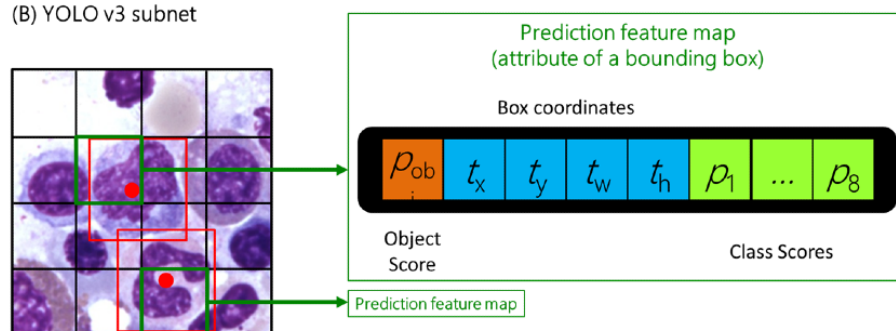 (B) YOLO v3 subnet
Prediction feature map
(attribute of a bounding box)
Box coordinates
pob tx ty tw th p1 ... p8
Object
Score
Class Scores
Prediction feature map